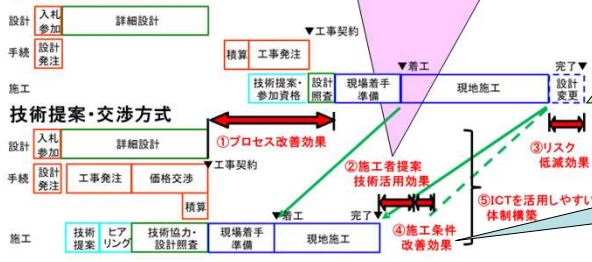 設計
入札
参加
詳細設計
手続
設計
発注
積算
工事発注
▼工事契約
施工
技術提案・
参加資格
設計
照査
現場着手
準備
▼着工
現地施工
完了▼
設計
変更
技術提案・交渉方式
設計
入札
参加
詳細設計
①プロセス改善効果
③リスク
低減効果
手続
設計
発注
工事発注
価格交渉
▼工事契約
積算
②施工者提案
技術活用効果
⑤ICTを活用しやすい
体制構築
④施工条件
改善効果
施工
技術
提案
ヒア
リング
技術協力・
設計照査
現場着手
準備
▼着工
現地施工
完了▼